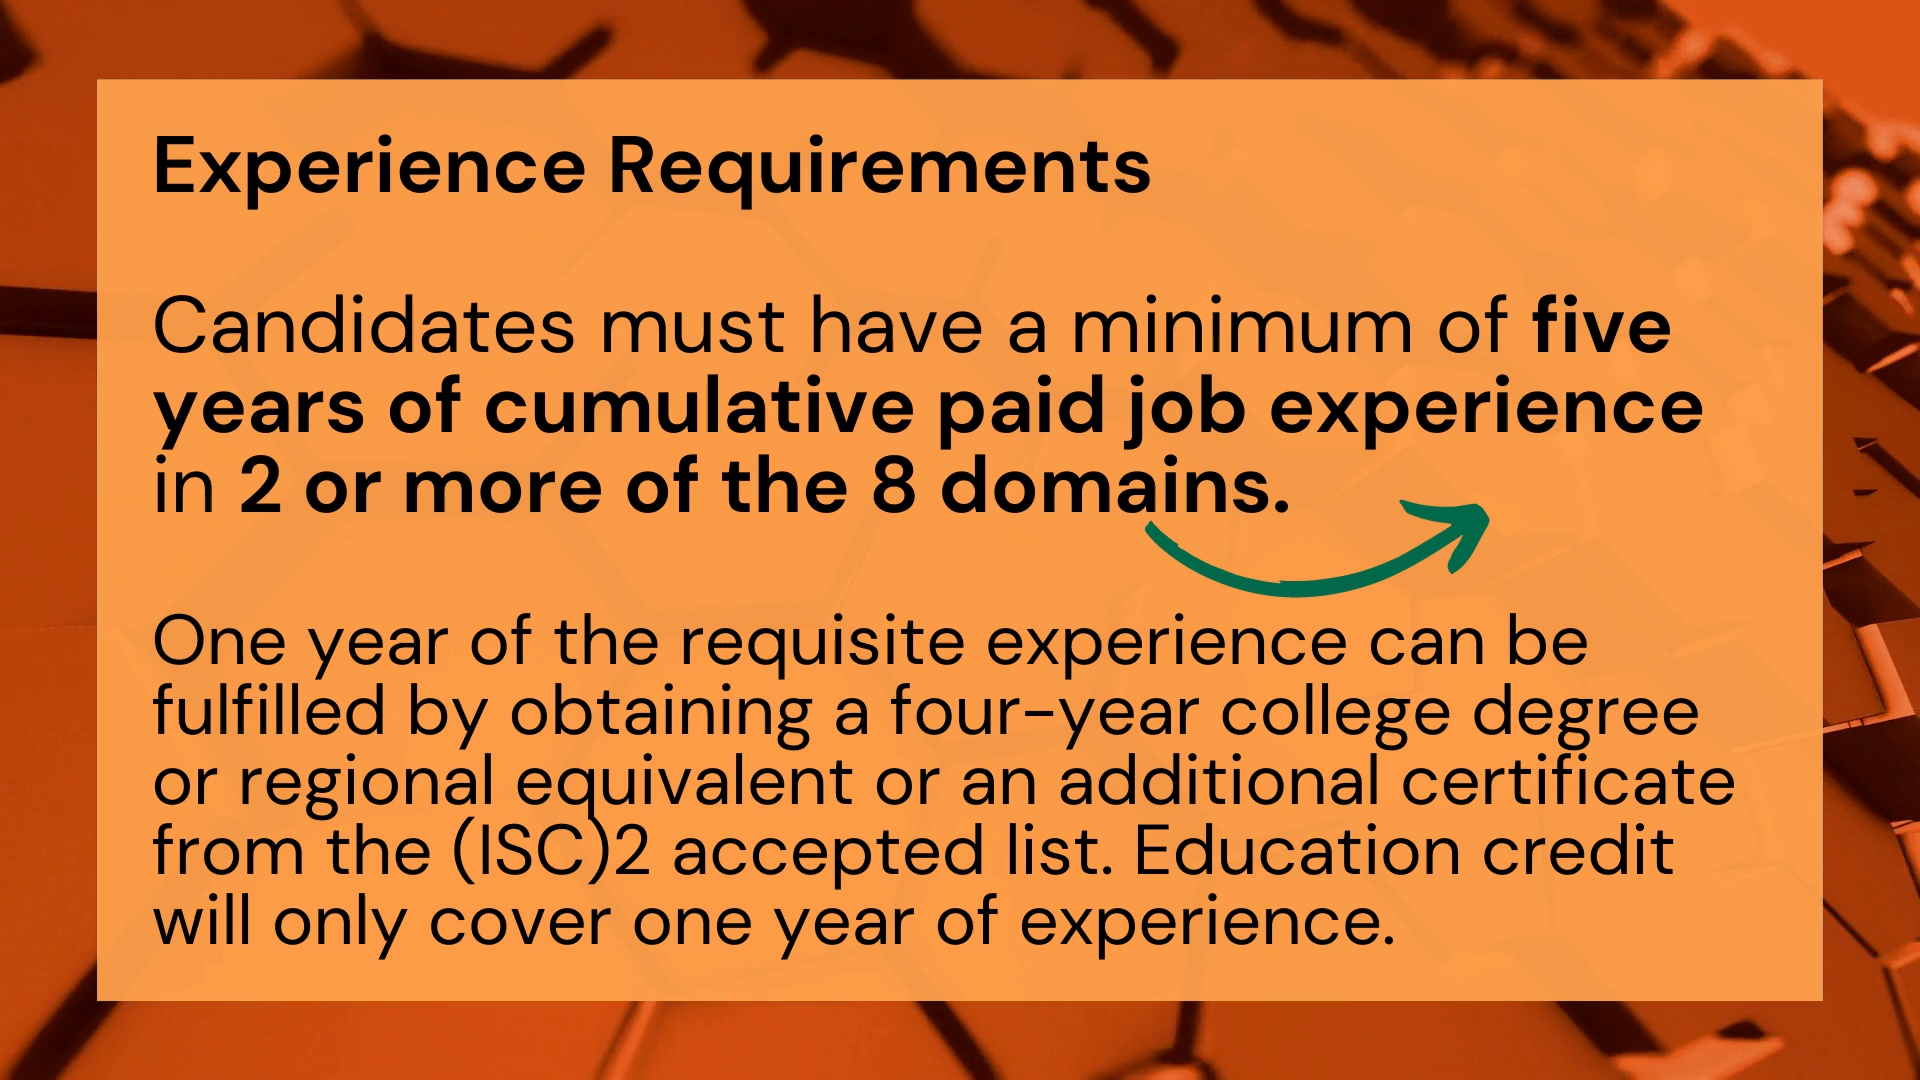 Experience Requirements
Candidates must have a minimum of five
years of cumulative paid job experience
in 2 or more of the 8 domains.
One year of the requisite experience can be
fulfilled by obtaining a four-year college degree
or regional equivalent or an additional certificate
from the (ISC)2 accepted list. Education credit
will only cover one year of experience.